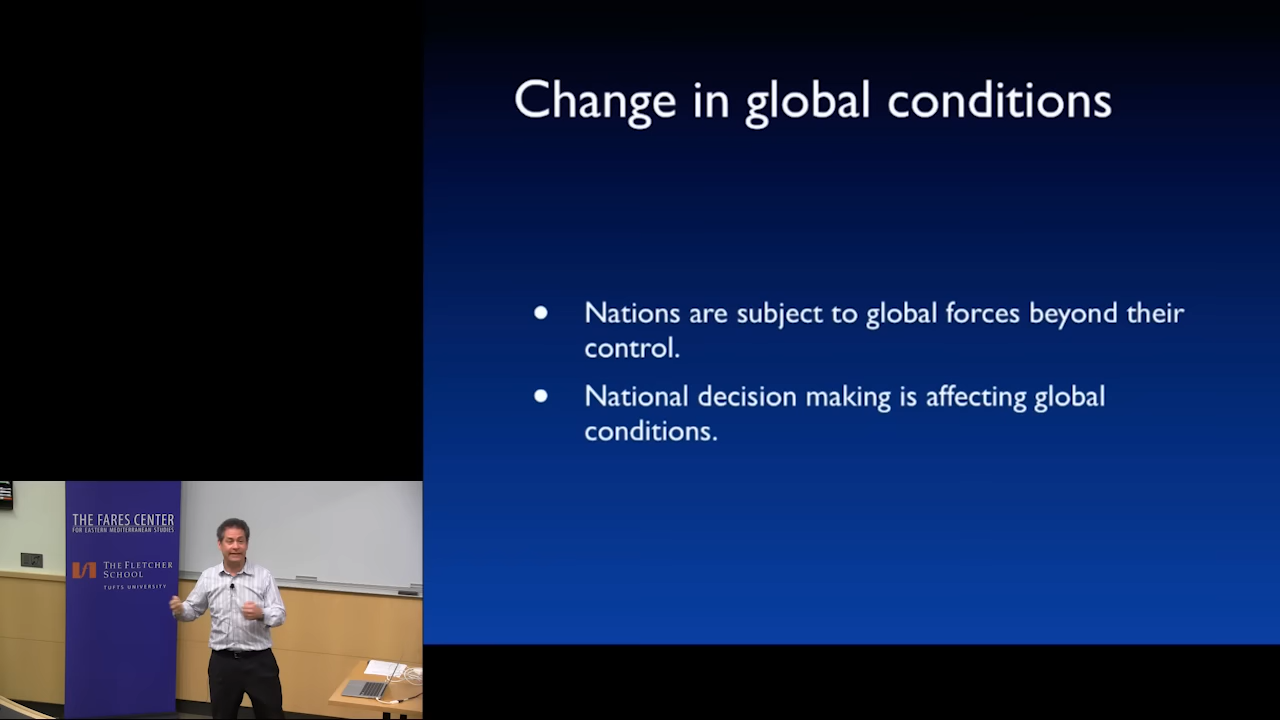 Change in global conditions
● Nations are subject to global forces beyond their
control.
● National decision making is affecting global
conditions.
THE FARES CENTER
FOR EASTERN MEDITERRANEAN STUDIES
THE FLETCHER
SCHOOL
TUFTS UNIVERSITY